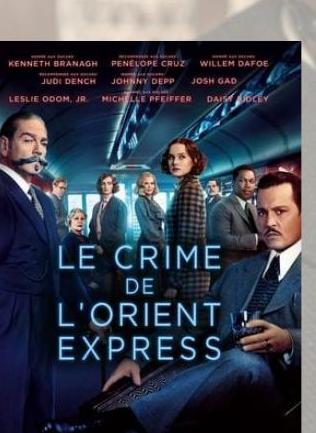 KENNETH BRANAGH PENÉLOPE CRUZ WILLEM DAFOE
JUDI DENCH JOHNNY DEPP JOSH GAD
LESLIE ODOM, JR. MICHELLE PFEIFFER DAISY RIDLEY
LE CRIME
DE
L'ORIENT
EXPRESS